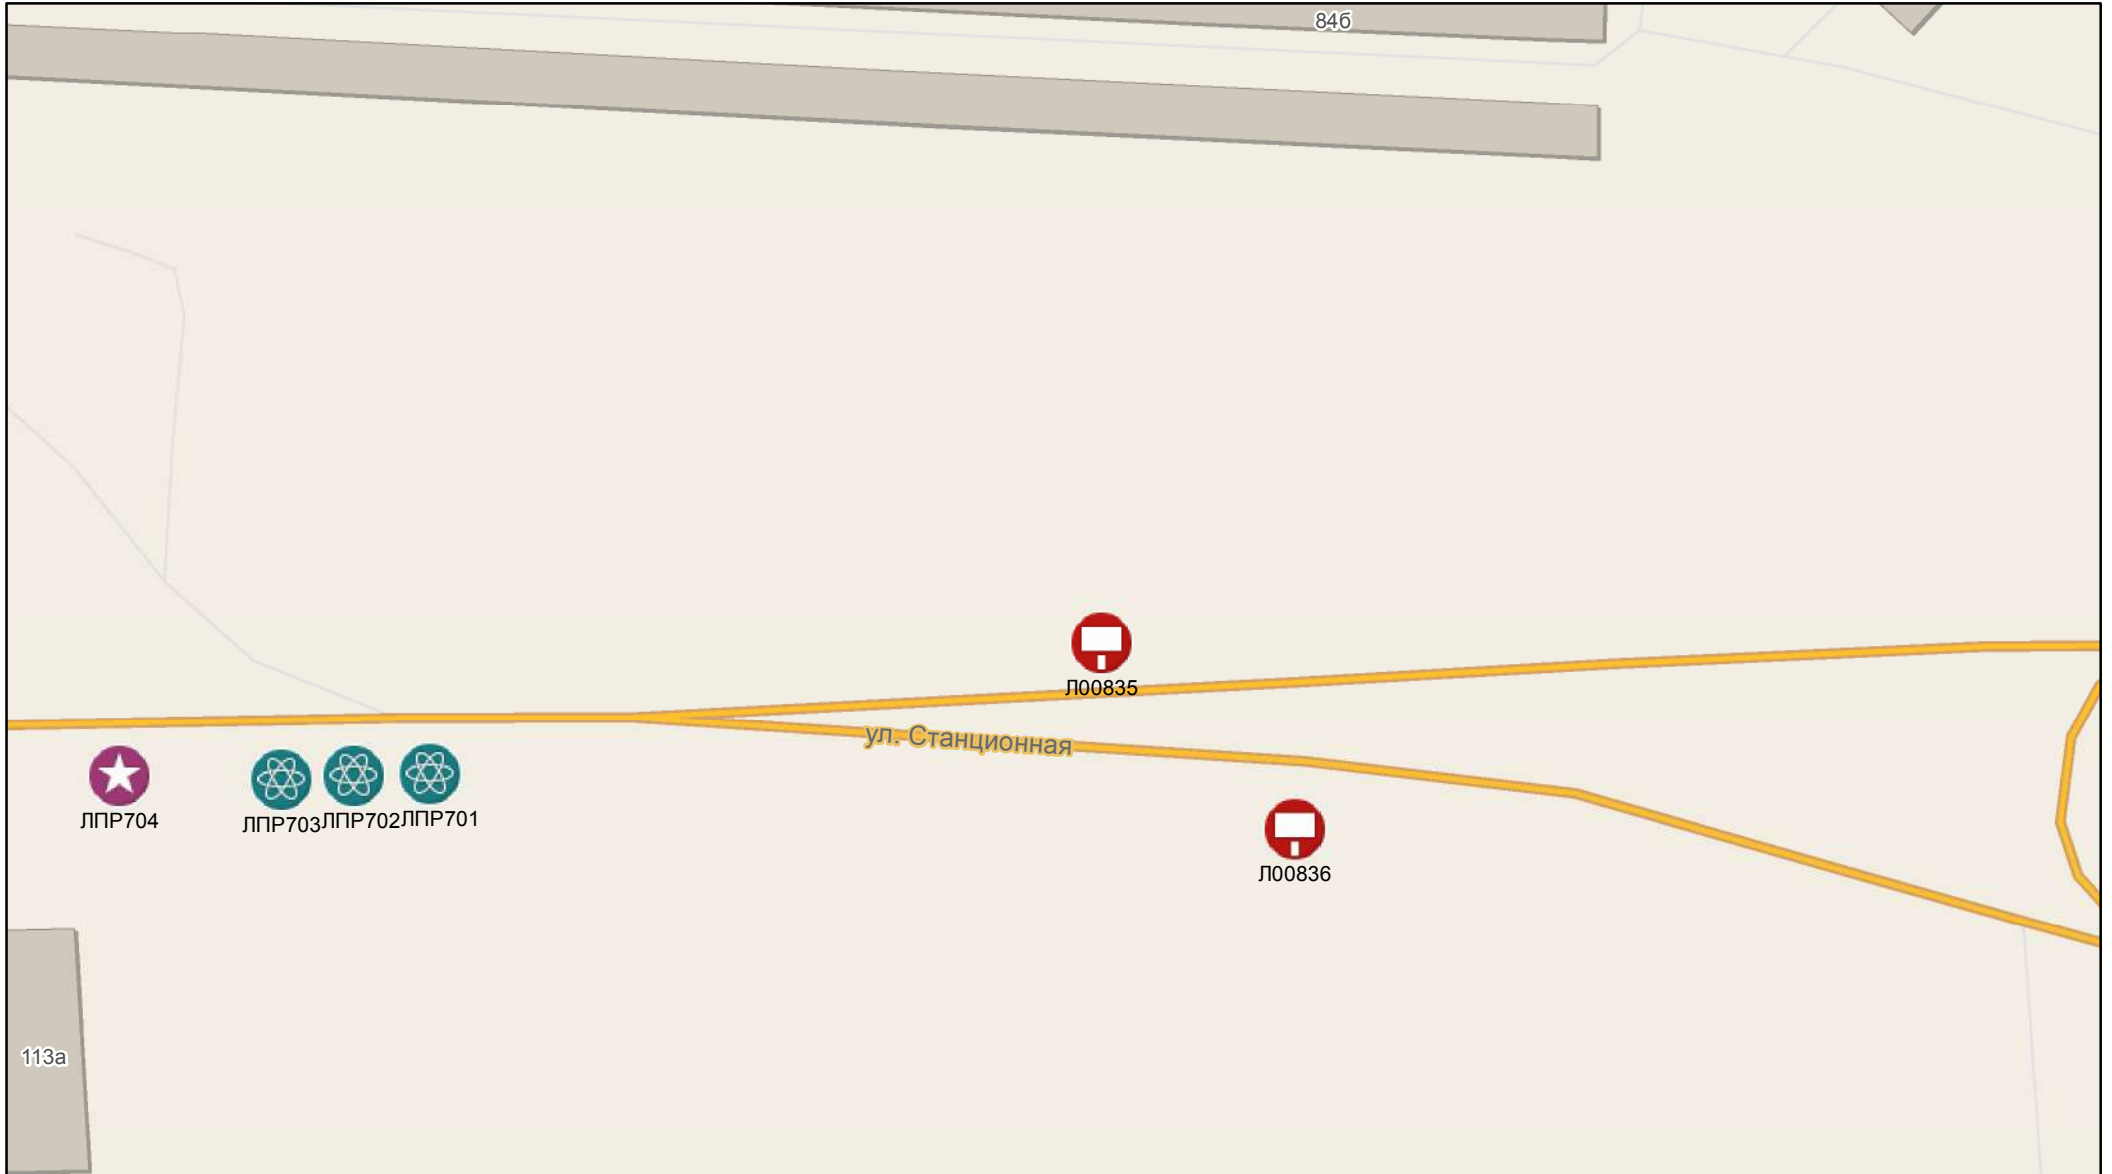 84б
Л00835
ул. Станционная
ЛПР704
ЛПР703
ЛПР702
ЛПР701
Л00836
113а